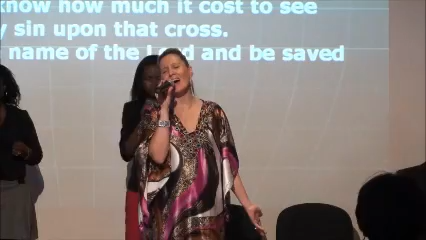 know how much it cost to see
sin upon that cross.
name of the Lord and be saved